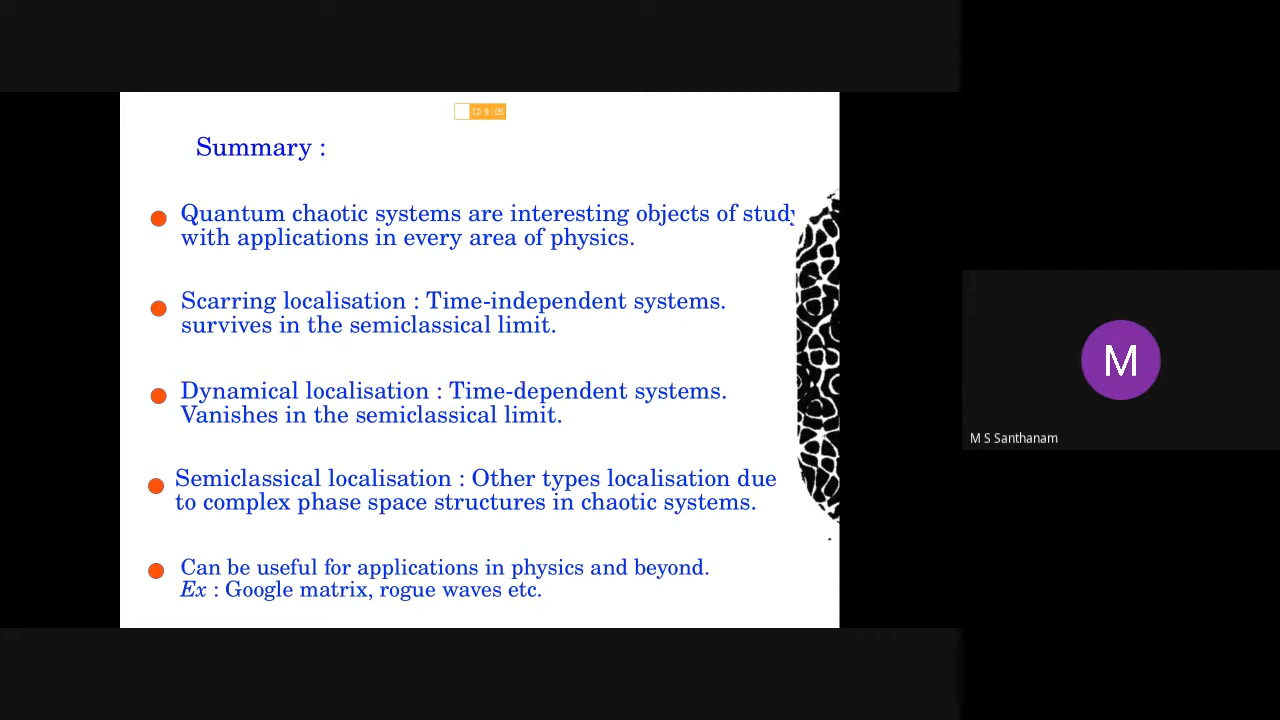 Summary :
Quantum chaotic systems are interesting objects of study
with applications in every area of physics.
Scarring localisation : Time-independent systems.
survives in the semiclassical limit.
Dynamical localisation : Time-dependent systems.
Vanishes in the semiclassical limit.
Semiclassical localisation : Other types localisation due
to complex phase space structures in chaotic systems.
Can be useful for applications in physics and beyond.
Ex : Google matrix, rogue waves etc.
M
M S Santhanam